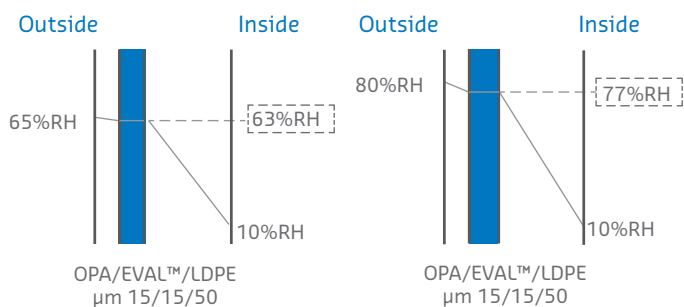 Outside Inside
65%RH
63%RH
10%RH
OPA/EVAL™/LDPE
µm 15/15/50
Outside Inside
80%RH
77%RH
10%RH
OPA/EVAL™/LDPE
µm 15/15/50